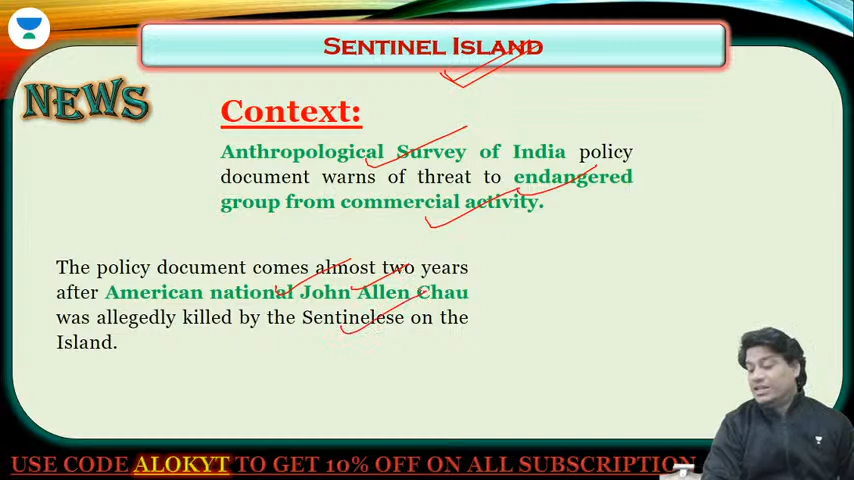 SENTINEL ISLAND
NEWS
Context:
Anthropological Survey of India policy
document warns of threat to endangered
group from commercial activity.
The policy document comes almost two years
after American national John Allen Chau
was allegedly killed by the Sentinelese on the
Island.
USE CODE ALOKYT TO GET 10% OFF ON ALL SUBSCRIPTION